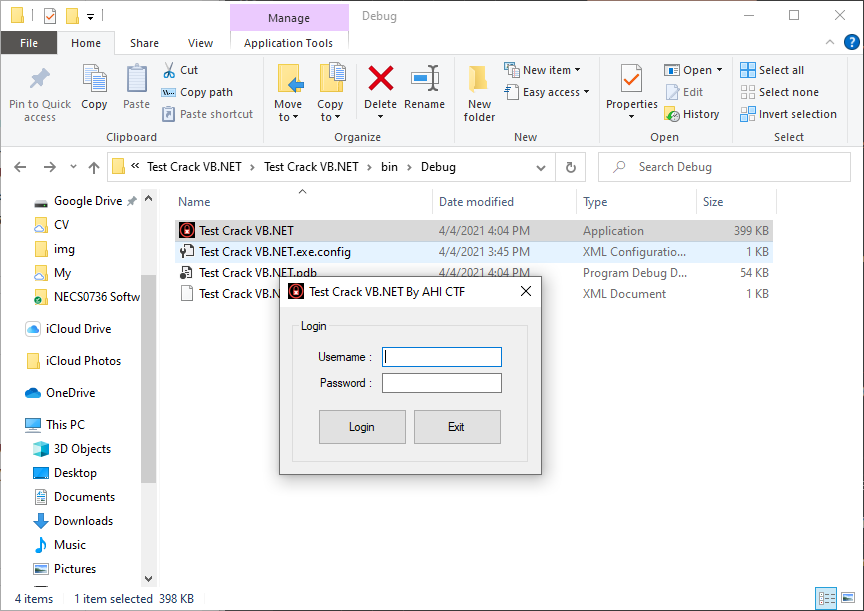 Manage
Debug
File
Home
Share
View
Application Tools
Pin to Quick access
Copy
Paste
Cut
Copy path
Paste shortcut
Clipboard
Move to
Copy to
Delete
Rename
Organize
New folder
New item
Easy access
New
Properties
Open
Edit
History
Open
Select all
Select none
Invert selection
Select
« Test Crack VB.NET > Test Crack VB.NET > bin > Debug
Search Debug
Google Drive
CV
img
My
NECS0736 Softw
iCloud Drive
iCloud Photos
OneDrive
This PC
3D Objects
Desktop
Documents
Downloads
Music
Pictures
Name Date modified Type Size
Test Crack VB.NET 4/4/2021 4:04 PM Application 399 KB
Test Crack VB.NET.exe.config 4/4/2021 3:45 PM XML Configuratio... 1 KB
Test Crack VB.NET.pdb 4/4/2021 4:04 PM Program Debug D... 54 KB
Test Crack VB.N XML Document 1 KB
Test Crack VB.NET By AHI CTF
Login
Username :
Password :
Login
Exit
4 items 1 item selected 398 KB